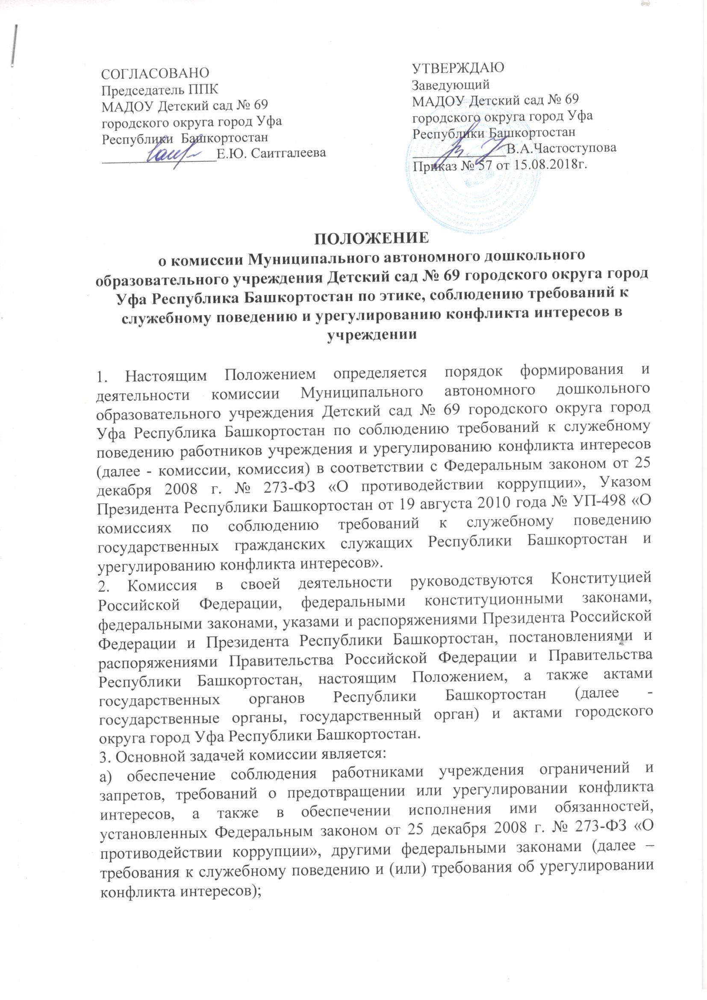 СОГЛАСОВАНО
Председатель ППК
МАДОУ Детский сад № 69
городского округа город Уфа
Республики Башкортостан
__________________Е.Ю. Саитгалеева
УТВЕРЖДАЮ
Заведующий
МАДОУ Детский сад № 69
городского округа город Уфа
Республики Башкортостан
_______________В.А.Частоступова
Приказ № 57 от 15.08.2018г.
ПОЛОЖЕНИЕ
о комиссии Муниципального автономного дошкольного
образовательного учреждения Детский сад № 69 городского округа город
Уфа Республика Башкортостан по этике, соблюдению требований к
служебному поведению и урегулированию конфликта интересов в
учреждении
1. Настоящим Положением определяется порядок формирования и
деятельности комиссии Муниципального автономного дошкольного
образовательного учреждения Детский сад № 69 городского округа город
Уфа Республика Башкортостан по соблюдению требований к служебному
поведению работников учреждения и урегулированию конфликта интересов
(далее - комиссии, комиссия) в соответствии с Федеральным законом от 25
декабря 2008 г. № 273-ФЗ «О противодействии коррупции», Указом
Президента Республики Башкортостан от 19 августа 2010 года № УП-498 «О
комиссиях по соблюдению требований к служебному поведению
государственных гражданских служащих Республики Башкортостан и
урегулированию конфликта интересов».
2. Комиссия в своей деятельности руководствуются Конституцией
Российской Федерации, федеральными конституционными законами,
федеральными законами, указами и распоряжениями Президента Российской
Федерации и Президента Республики Башкортостан, постановлениями и
распоряжениями Правительства Российской Федерации и Правительства
Республики Башкортостан, настоящим Положением, а также актами
государственных органов Республики Башкортостан (далее -
государственные органы, государственный орган) и актами городского
округа город Уфа Республики Башкортостан.
3. Основной задачей комиссии является:
а) обеспечение соблюдения работниками учреждения ограничений и
запретов, требований о предотвращении или урегулировании конфликта
интересов, а также в обеспечении исполнения ими обязанностей,
установленных Федеральным законом от 25 декабря 2008 г. № 273-ФЗ «О
противодействии коррупции», другими федеральными законами (далее –
требования к служебному поведению и (или) требования об урегулировании
конфликта интересов);